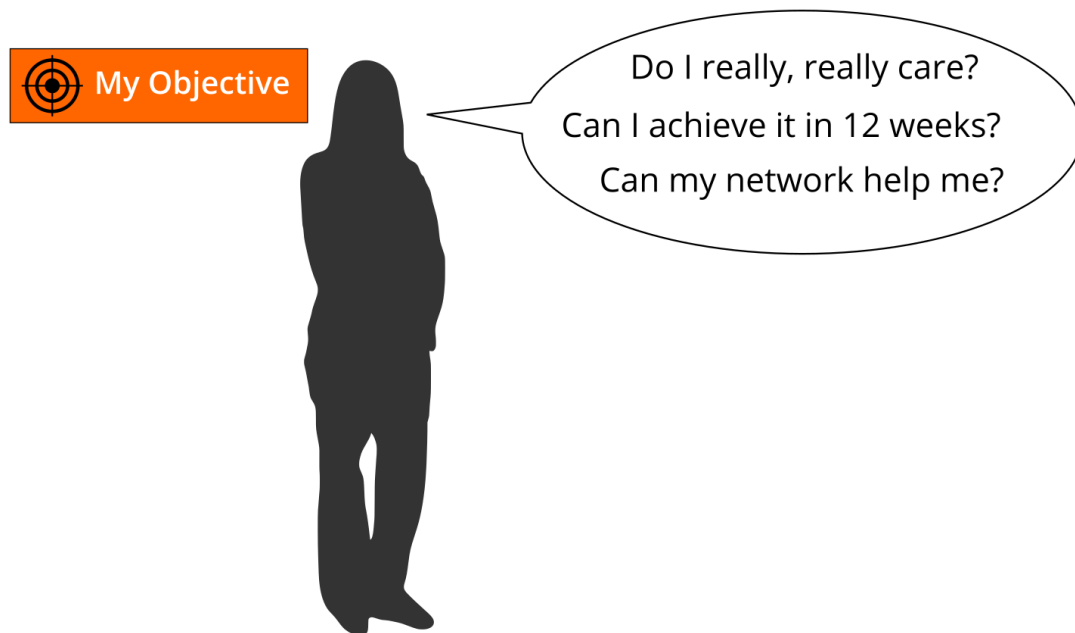 My Objective
Do I really, really care?
Can I achieve it in 12 weeks?
Can my network help me?